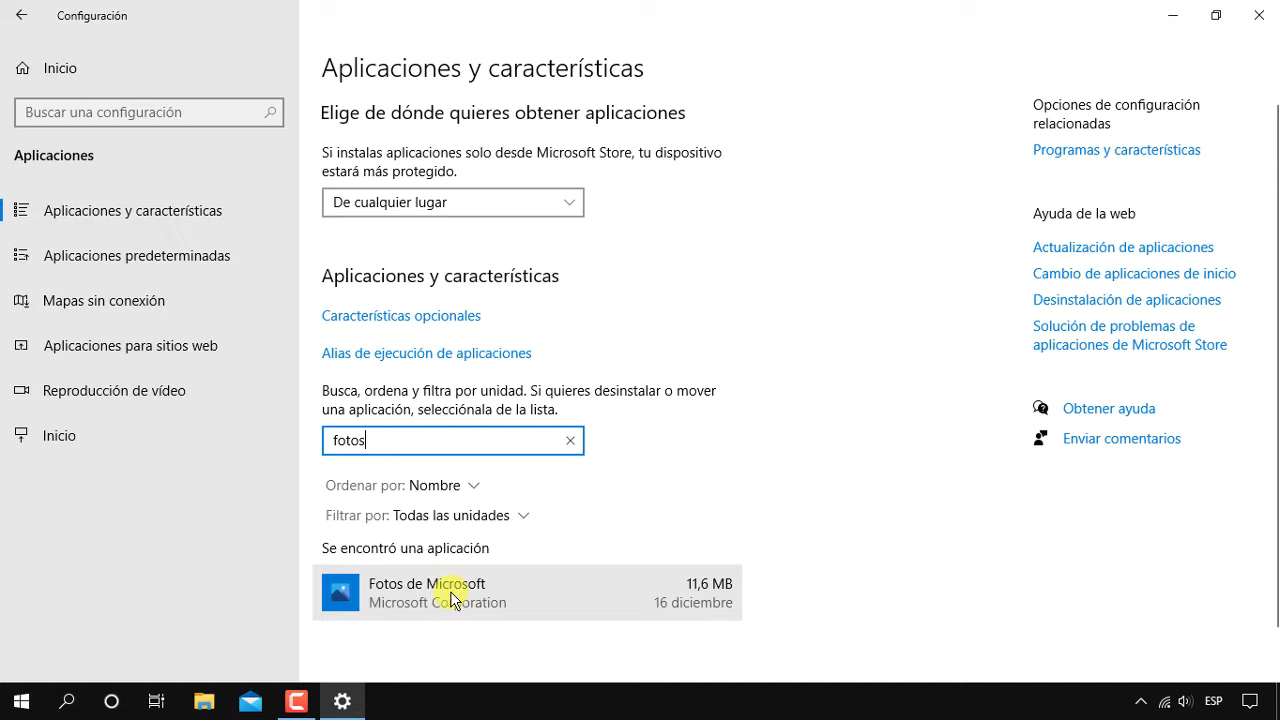 Configuración
Inicio
Buscar una configuración
Aplicaciones
Aplicaciones y características
Aplicaciones predeterminadas
Mapas sin conexión
Aplicaciones para sitios web
Reproducción de vídeo
Inicio
Aplicaciones y características
Elige de dónde quieres obtener aplicaciones
Si instalas aplicaciones solo desde Microsoft Store, tu dispositivo
estará más protegido.
De cualquier lugar
Aplicaciones y características
Características opcionales
Alias de ejecución de aplicaciones
Busca, ordena y filtra por unidad. Si quieres desinstalar o mover
una aplicación, selecciónala de la lista.
fotos
Ordenar por: Nombre
Filtrar por: Todas las unidades
Se encontró una aplicación
Fotos de Microsoft 11,6 MB
Microsoft Corporation 16 diciembre
Opciones de configuración
relacionadas
Programas y características
Ayuda de la web
Actualización de aplicaciones
Cambio de aplicaciones de inicio
Desinstalación de aplicaciones
Solución de problemas de
aplicaciones de Microsoft Store
Obtener ayuda
Enviar comentarios
ESP